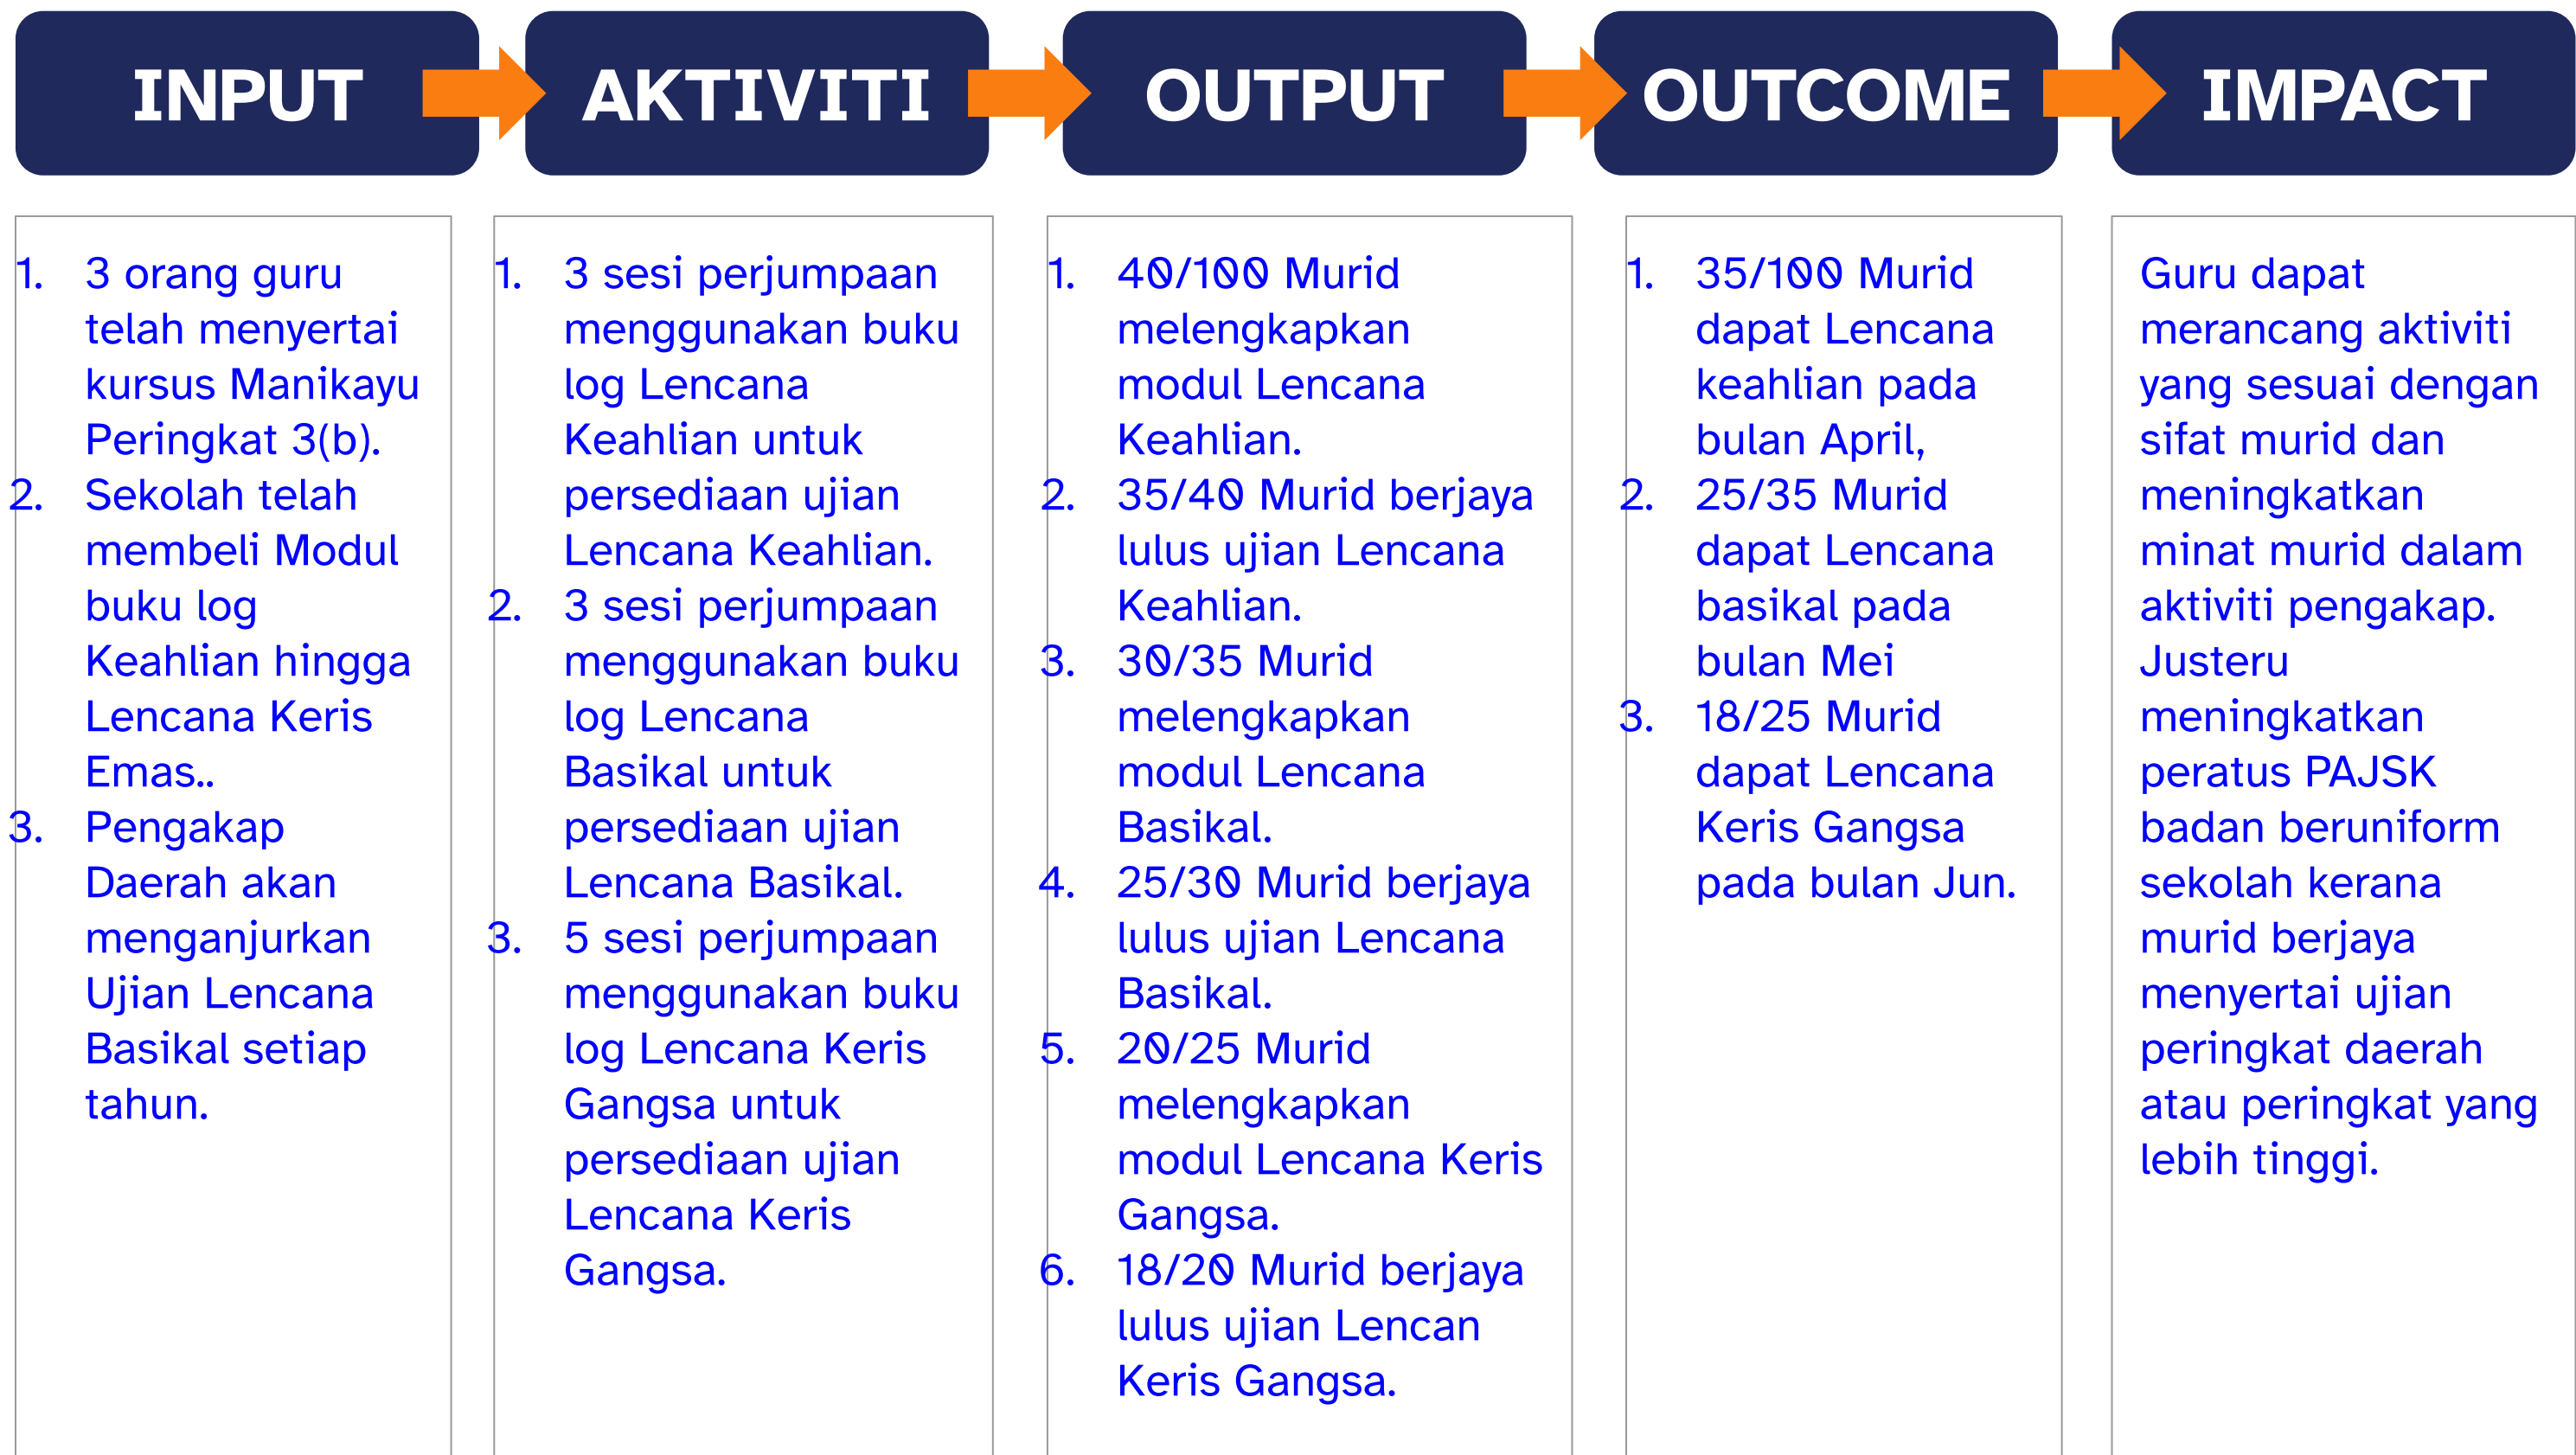 INPUT
AKTIVITI
OUTPUT
OUTCOME
IMPACT
1. 3 orang guru
telah menyertai
kursus Manikayu
Peringkat 3(b).
2. Sekolah telah
membeli Modul
buku log
Keahlian hingga
Lencana Keris
Emas..
3. Pengakap
Daerah akan
menganjurkan
Ujian Lencana
Basikal setiap
tahun.
1. 3 sesi perjumpaan
menggunakan buku
log Lencana
Keahlian untuk
persediaan ujian
Lencana Keahlian.
2. 3 sesi perjumpaan
menggunakan buku
log Lencana
Basikal untuk
persediaan ujian
Lencana Basikal.
3. 5 sesi perjumpaan
menggunakan buku
log Lencana Keris
Gangsa untuk
persediaan ujian
Lencana Keris
Gangsa.
1. 40/100 Murid
melengkapkan
modul Lencana
Keahlian.
2. 35/40 Murid berjaya
lulus ujian Lencana
Keahlian.
3. 30/35 Murid
melengkapkan
modul Lencana
Basikal.
4. 25/30 Murid berjaya
lulus ujian Lencana
Basikal.
5. 20/25 Murid
melengkapkan
modul Lencana Keris
Gangsa.
6. 18/20 Murid berjaya
lulus ujian Lencan
Keris Gangsa.
1. 35/100 Murid
dapat Lencana
keahlian pada
bulan April,
2. 25/35 Murid
dapat Lencana
basikal pada
bulan Mei
3. 18/25 Murid
dapat Lencana
Keris Gangsa
pada bulan Jun.
Guru dapat
merancang aktiviti
yang sesuai dengan
sifat murid dan
meningkatkan
minat murid dalam
aktiviti pengakap.
Justeru
meningkatkan
peratus PAJSK
badan beruniform
sekolah kerana
murid berjaya
menyertai ujian
peringkat daerah
atau peringkat yang
lebih tinggi.